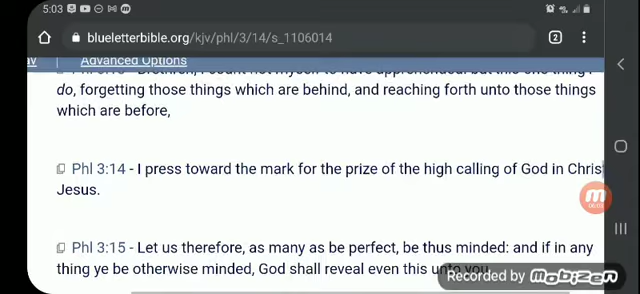 5:03
2
blueletterbible.org/kjv/phl/3/14/s_1106014
Advanced Options
do, forgetting those things which are behind, and reaching forth unto those things
which are before,
Phl 3:14 - I press toward the mark for the prize of the high calling of God in Chris
Jesus.
Phl 3:15 - Let us therefore, as many as be perfect, be thus minded: and if in any
thing ye be otherwise minded, God shall reveal even this unto you.
Recorded by Mobizen